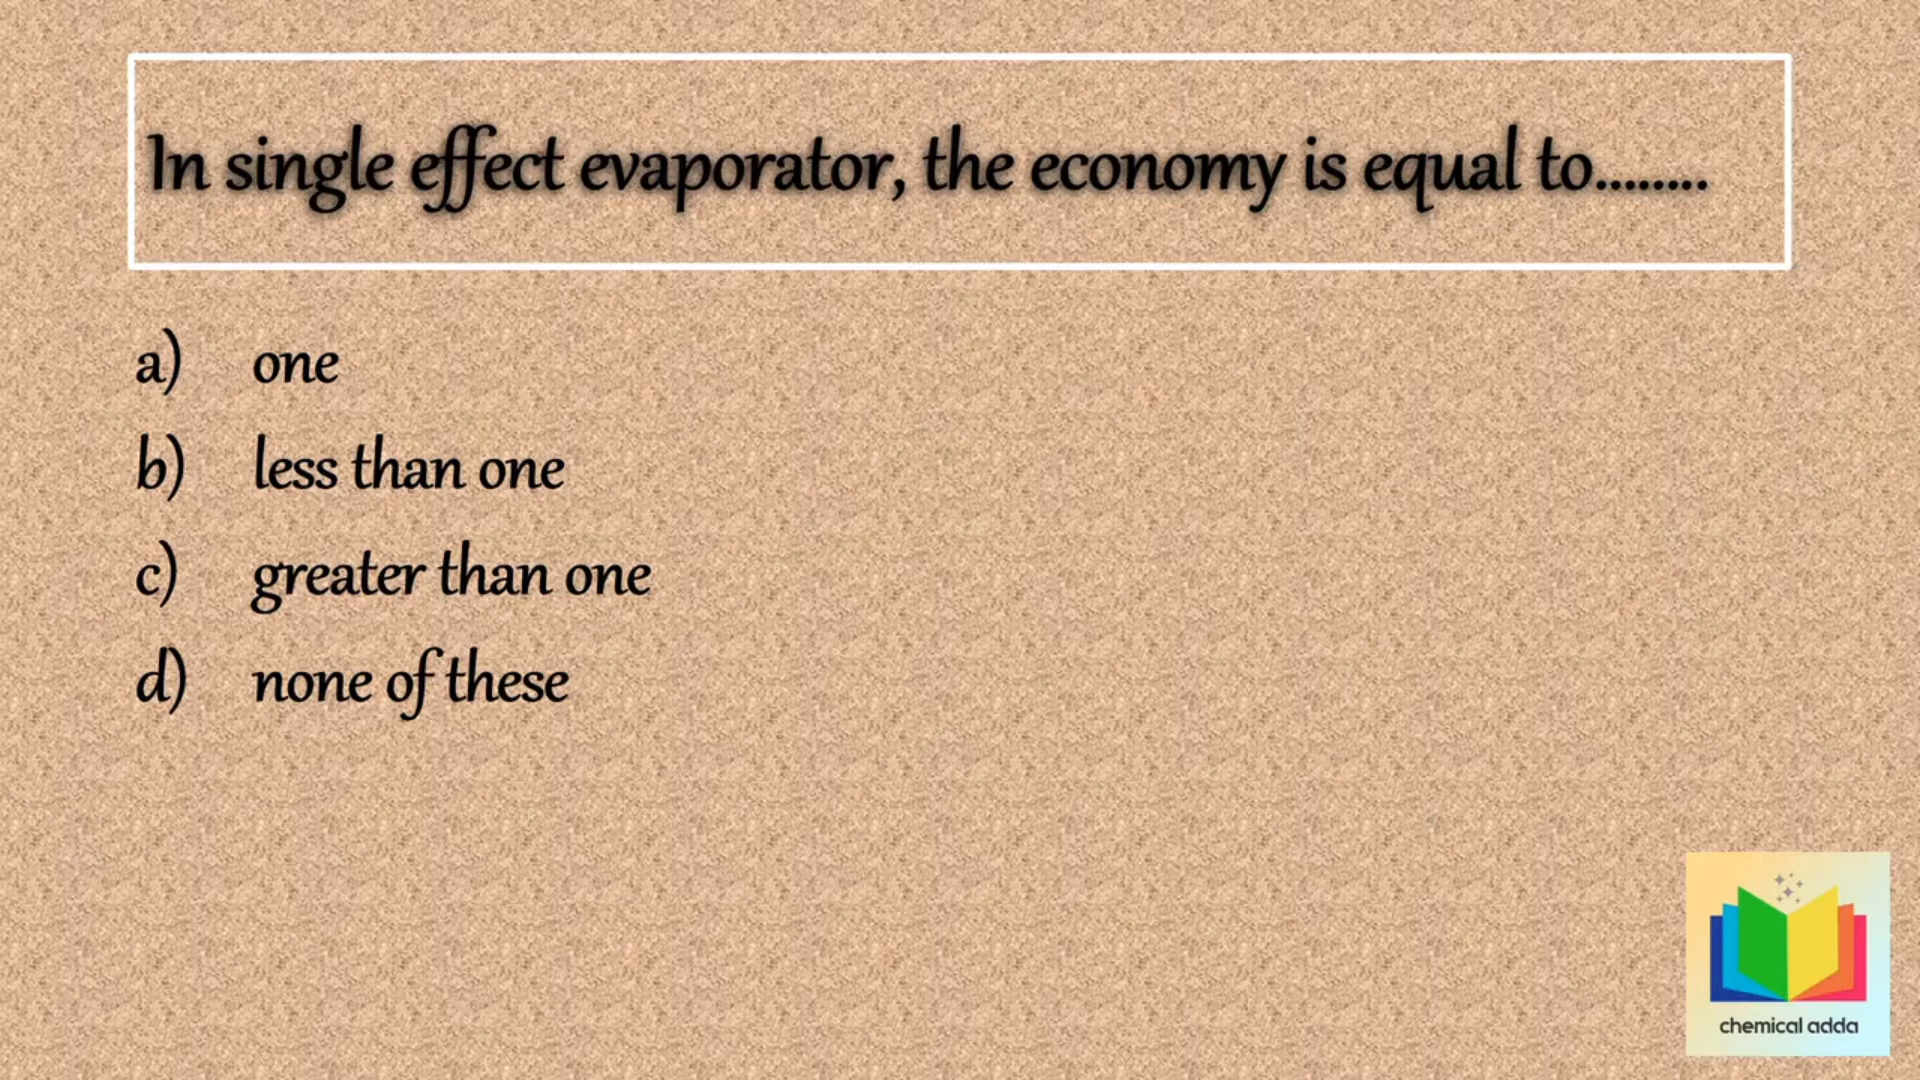 In single effect evaporator, the economy is equal to........
a) one
b) less than one
c) greater than one
d) none of these
chemical adda